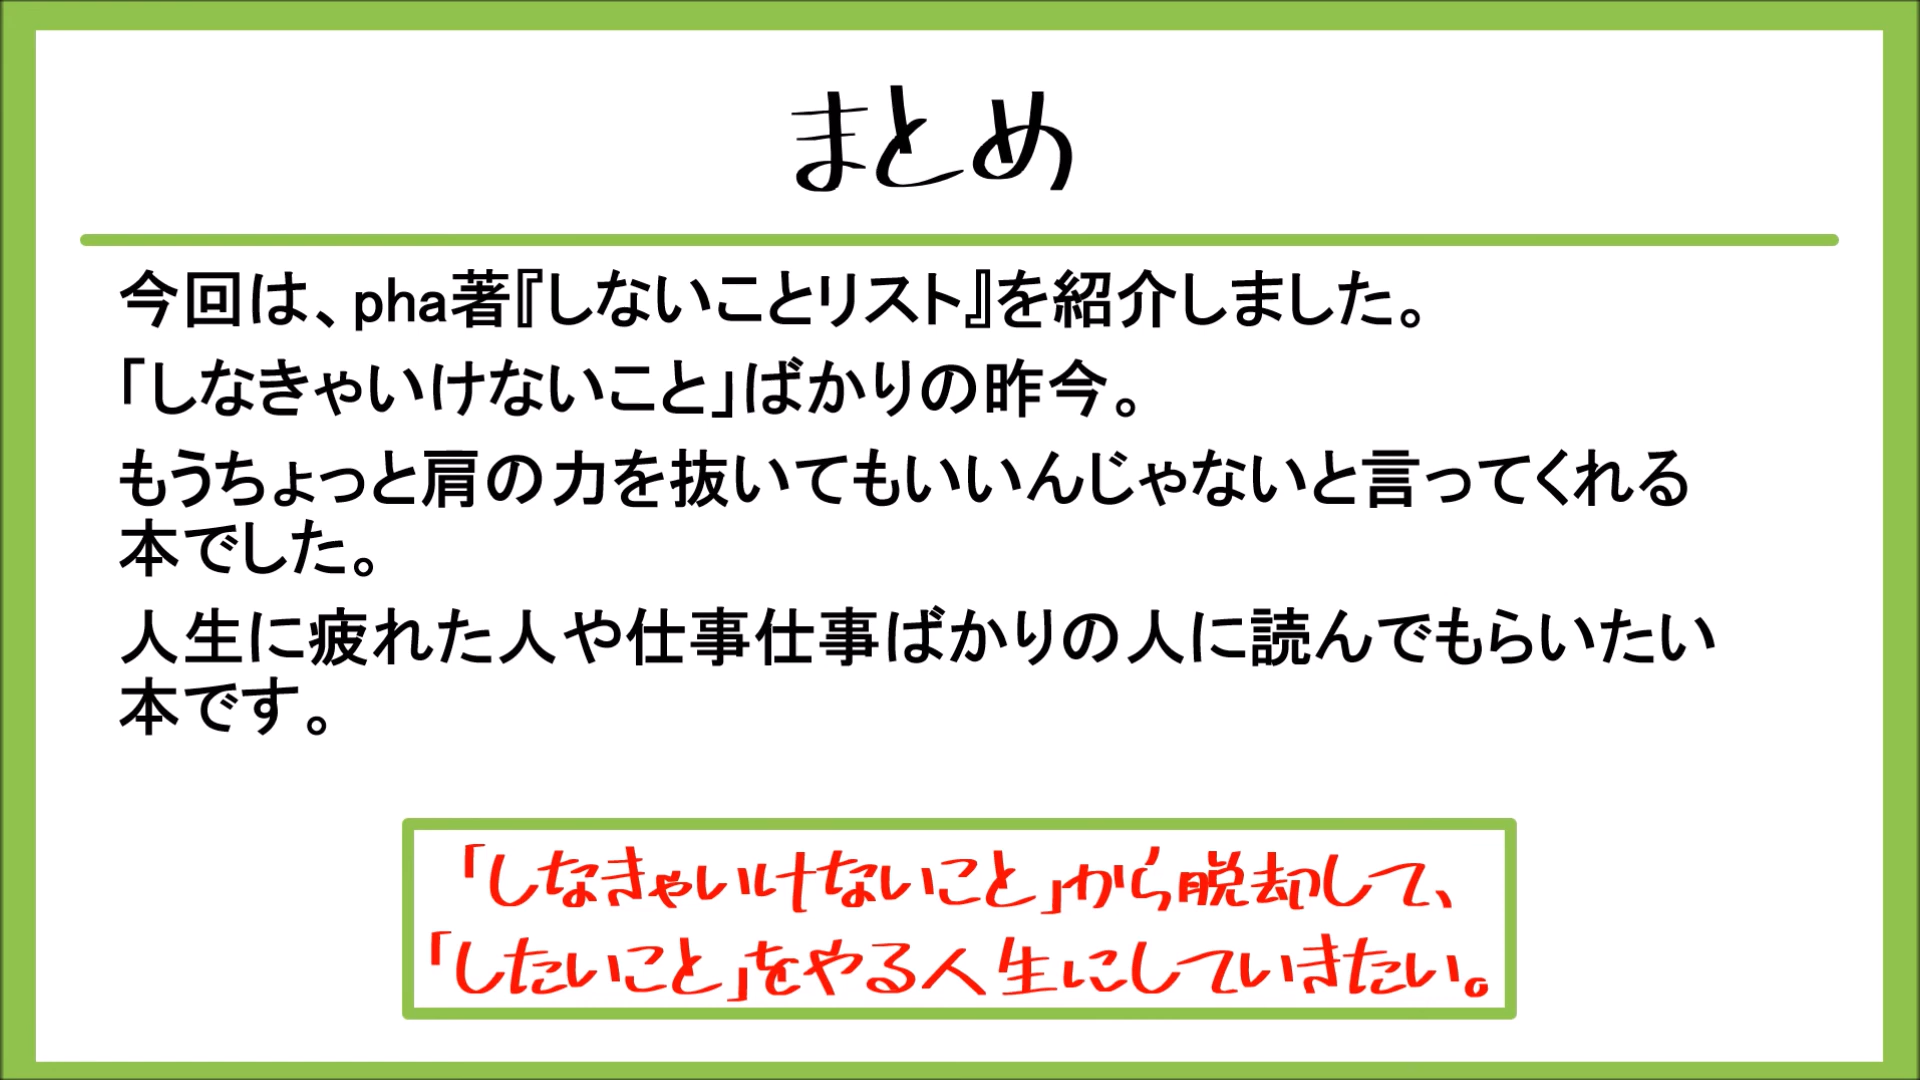 まとめ
今回は、pha著『しないことリスト』を紹介しました。
「しなきゃいけないこと」ばかりの昨今。
もうちょっと肩の力を抜いてもいいんじゃないと言ってくれる
本でした。
人生に疲れた人や仕事仕事ばかりの人に読んでもらいたい
本です。
「しなきゃいけないこと」から脱却して、
「したいこと」をやる人生にしていきたい。